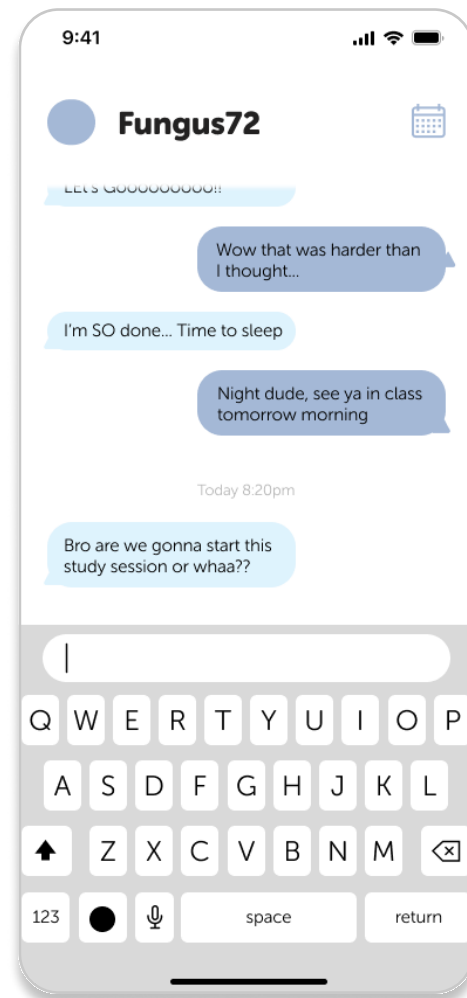 9:41
Fungus72
LEt's GoOOOOOOOO!!
Wow that was harder than
I thought...
I'm SO done... Time to sleep
Night dude, see ya in class
tomorrow morning
Today 8:20pm
Bro are we gonna start this
study session or whaa??
Q W E R T Y U I O P
A S D F G H J K L
Z X C V B N M
123 space return